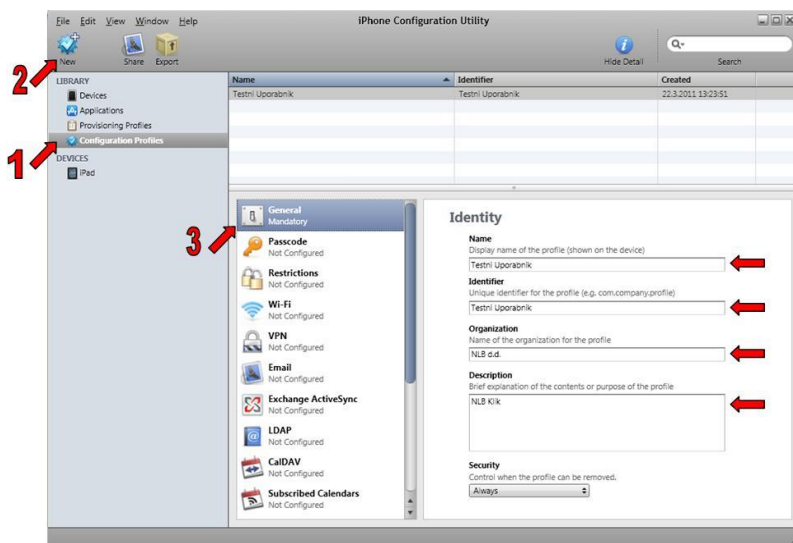 iPhone Configuration Utility
File Edit View Window Help
New Share Export Hide Detail Search
2
LIBRARY
Devices
Applications
Provisioning Profiles
Configuration Profiles
1
DEVICES
iPad
Name Identifier Created
Testni Uporabnik Testni Uporabnik 22.3.2011 13:23:51
3
General
Mandatory
Passcode
Not Configured
Restrictions
Not Configured
Wi-Fi
Not Configured
VPN
Not Configured
Email
Not Configured
Exchange ActiveSync
Not Configured
LDAP
Not Configured
CalDAV
Not Configured
Subscribed Calendars
Not Configured
Identity
Name
Display name of the profile (shown on the device)
Testni Uporabnik
Identifier
Unique identifier for the profile (e.g. com.company.profile)
Testni Uporabnik
Organization
Name of the organization for the profile
NLB d.d.
Description
Brief explanation of the contents or purpose of the profile
NLB Klik
Security
Control when the profile can be removed.
Always